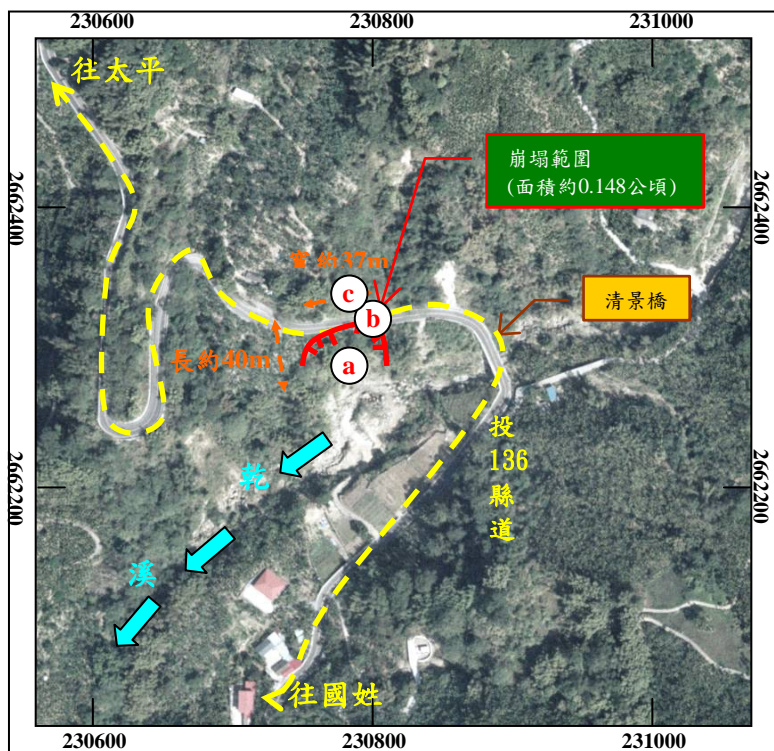 230600
230800
231000
往太平
崩塌範圍
(面積約0.148公頃)
2662400
2662400
寬約37m
c
b
清景橋
長約40m
a
投
136
縣
道
乾
2662200
2662200
溪
往國姓
230600
230800
231000